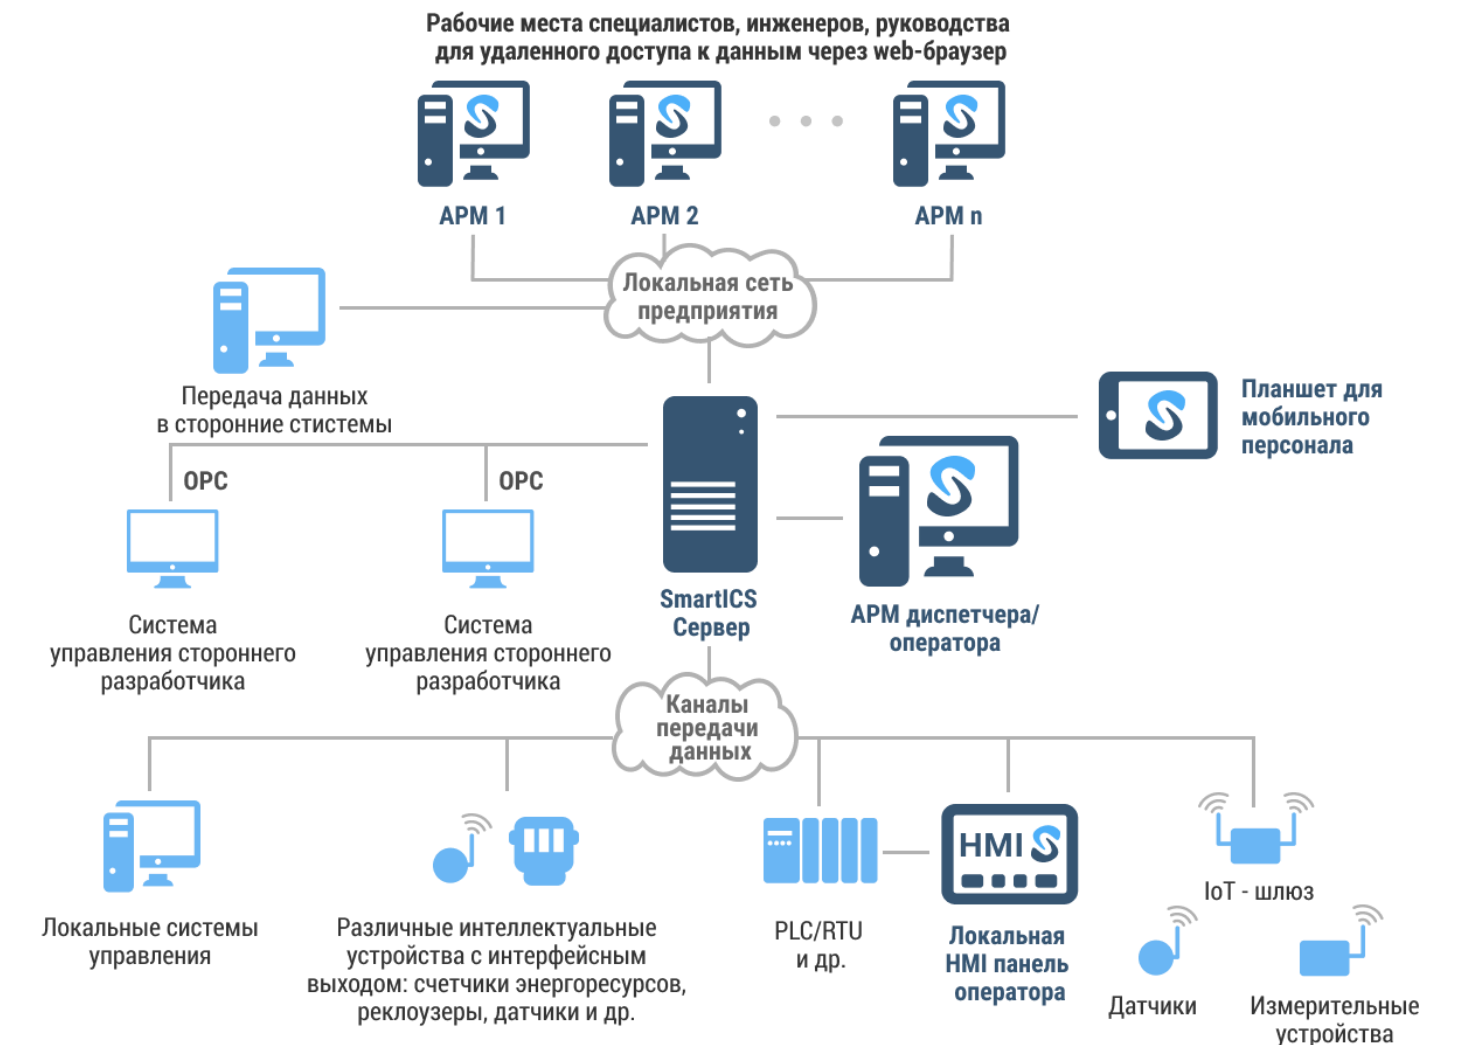 Рабочие места специалистов, инженеров, руководства
для удаленного доступа к данным через web-браузер
АРМ 1
АРМ 2
АРМ n
Локальная сеть
предприятия
Передача данных
в сторонние стистемы
Планшет для
мобильного
персонала
OPC
OPC
SmartICS
Сервер
АРМ диспетчера/
оператора
Система
управления стороннего
разработчика
Система
управления стороннего
разработчика
Каналы
передачи
данных
HMI
IoT - шлюз
Локальные системы
управления
Различные интеллектуальные
устройства с интерфейсным
выходом: счетчики энергоресурсов,
реклоузеры, датчики и др.
PLC/RTU
и др.
Локальная
HMI панель
оператора
Датчики
Измерительные
устройства